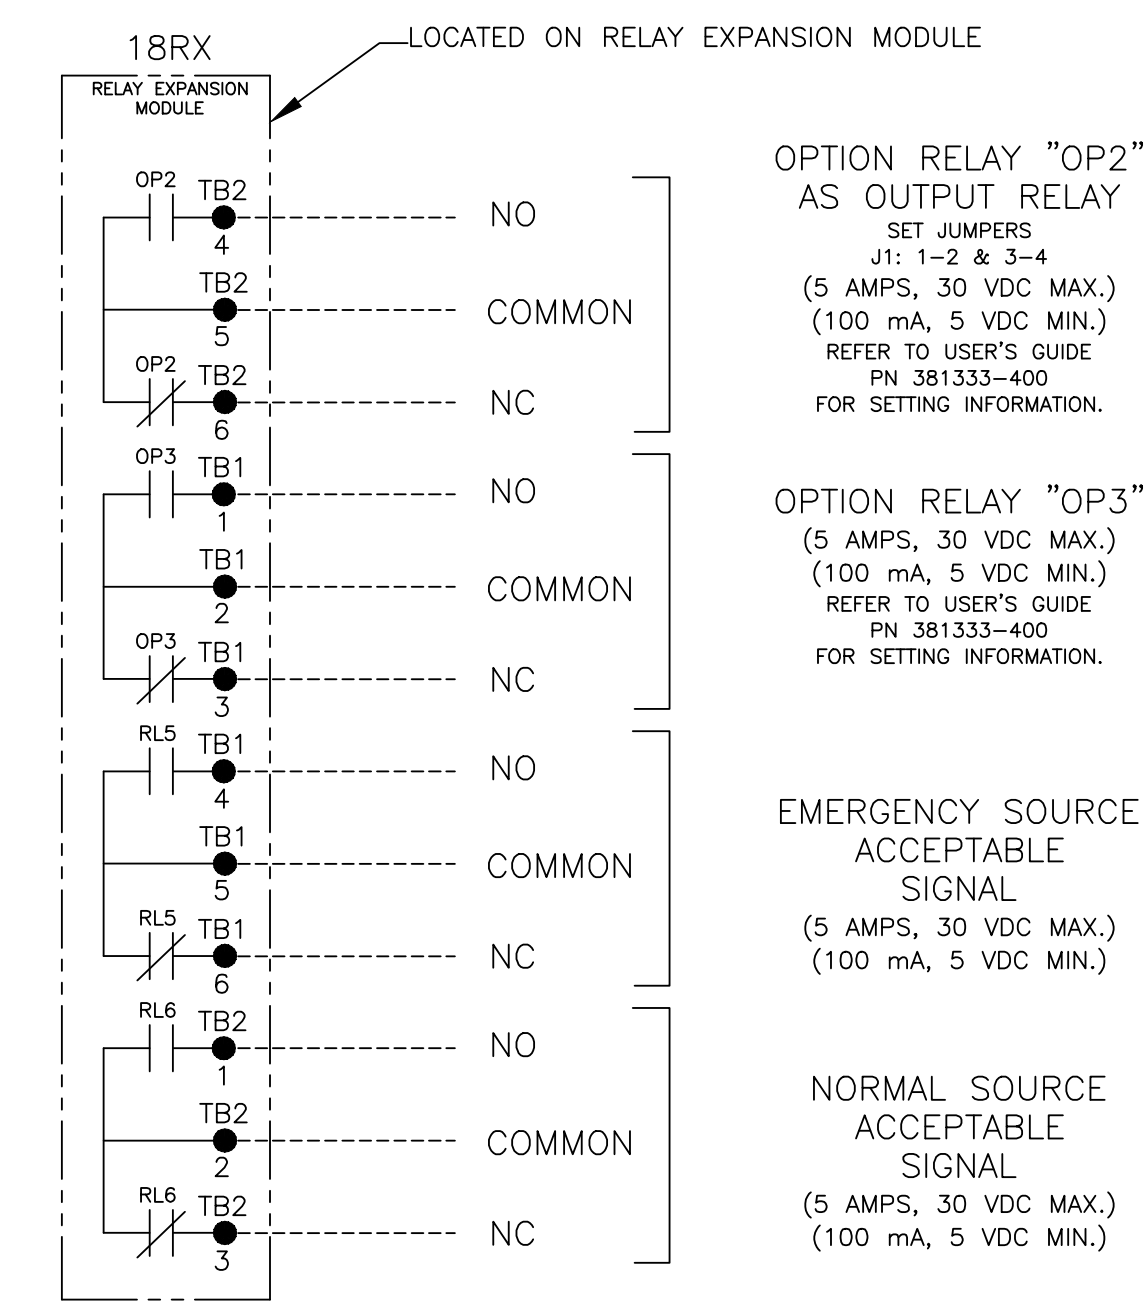 18RX
LOCATED ON RELAY EXPANSION MODULE
RELAY EXPANSION
MODULE
OP2
TB2
4
NO
TB2
5
COMMON
OP2
TB2
6
NC
OPTION RELAY "OP2"
AS OUTPUT RELAY
SET JUMPERS
J1: 1-2 & 3-4
(5 AMPS, 30 VDC MAX.)
(100 mA, 5 VDC MIN.)
REFER TO USER'S GUIDE
PN 381333-400
FOR SETTING INFORMATION.
OP3
TB1
1
NO
TB1
2
COMMON
OP3
TB1
3
NC
OPTION RELAY "OP3"
(5 AMPS, 30 VDC MAX.)
(100 mA, 5 VDC MIN.)
REFER TO USER'S GUIDE
PN 381333-400
FOR SETTING INFORMATION.
RL5
TB1
4
NO
TB1
5
COMMON
RL5
TB1
6
NC
EMERGENCY SOURCE
ACCEPTABLE
SIGNAL
(5 AMPS, 30 VDC MAX.)
(100 mA, 5 VDC MIN.)
RL6
TB2
1
NO
TB2
2
COMMON
RL6
TB2
3
NC
NORMAL SOURCE
ACCEPTABLE
SIGNAL
(5 AMPS, 30 VDC MAX.)
(100 mA, 5 VDC MIN.)